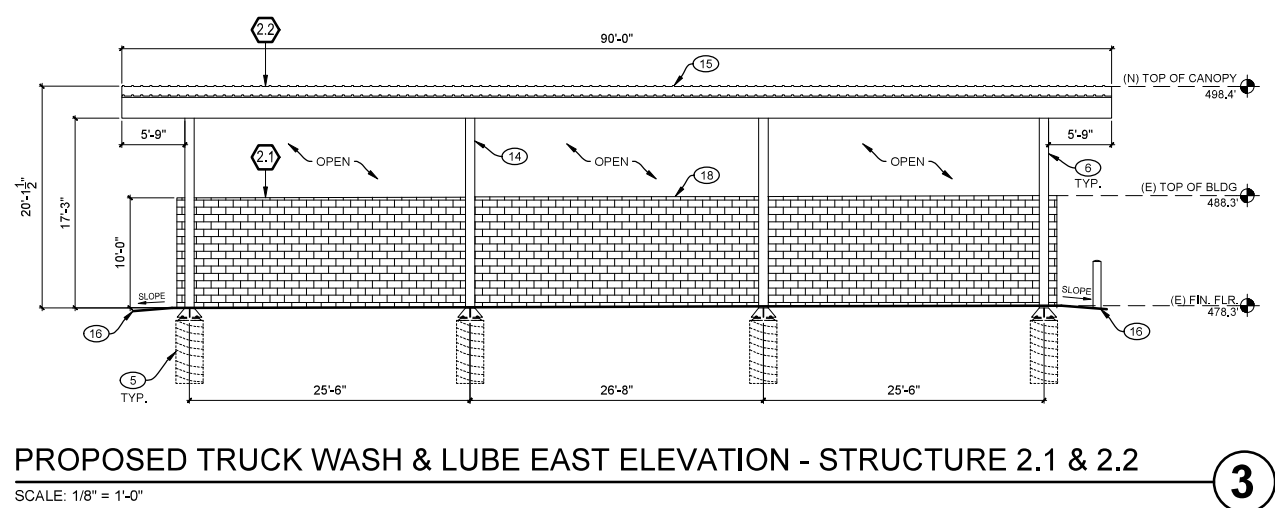 2.2
90'-0"
15
(N) TOP OF CANOPY
498.4'
5'-9"
5'-9"
2.1
OPEN
14
OPEN
OPEN
6
TYP.
18
(E) TOP OF BLDG
488.3'
20'-1 1/2"
17'-3"
10'-0"
SLOPE
SLOPE
(E) FIN. FLR.
478.3'
16
16
5
TYP.
25'-6"
26'-8"
25'-6"
PROPOSED TRUCK WASH & LUBE EAST ELEVATION - STRUCTURE 2.1 & 2.2
3
SCALE: 1/8" = 1'-0"